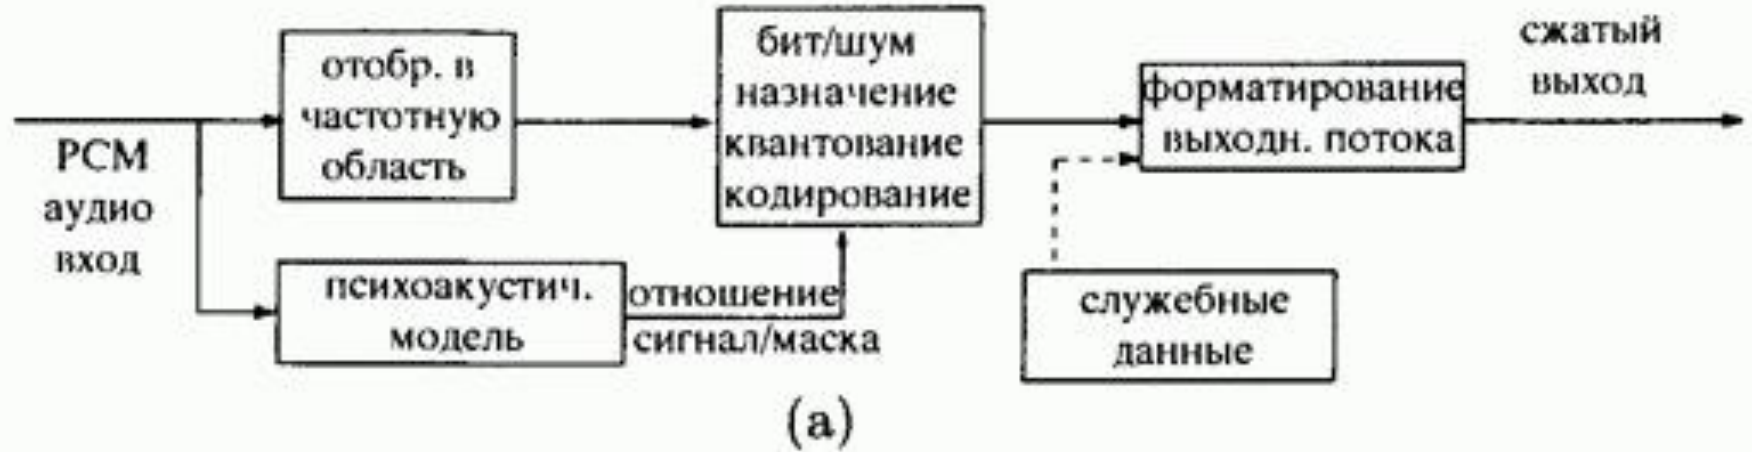 PCM
аудио
вход
отобр. в
частотную
область
психоакустич.
модель
отношение
сигнал/маска
бит/шум
назначение
квантование
кодирование
форматирование
выходн. потока
служебные
данные
сжатый
выход
(a)